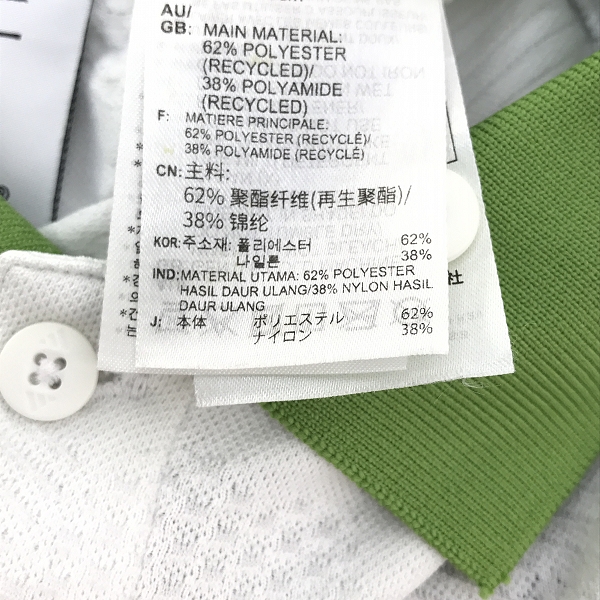 AU/
GB: MAIN MATERIAL:
62% POLYESTER
(RECYCLED)/
38% POLYAMIDE
(RECYCLED)
F: MATIERE PRINCIPALE:
62% POLYESTER (RECYCLÉ)/
38% POLYAMIDE (RECYCLÉ)
CN: 主料:
62% 聚酯纤维(再生聚酯)/
38% 锦纶
KOR: 주소재: 폴리에스터 62%
나일론 38%
IND: MATERIAL UTAMA: 62% POLYESTER
HASIL DAUR ULANG/38% NYLON HASIL
DAUR ULANG
J: 本体 ポリエステル 62%
ナイロン 38%
社